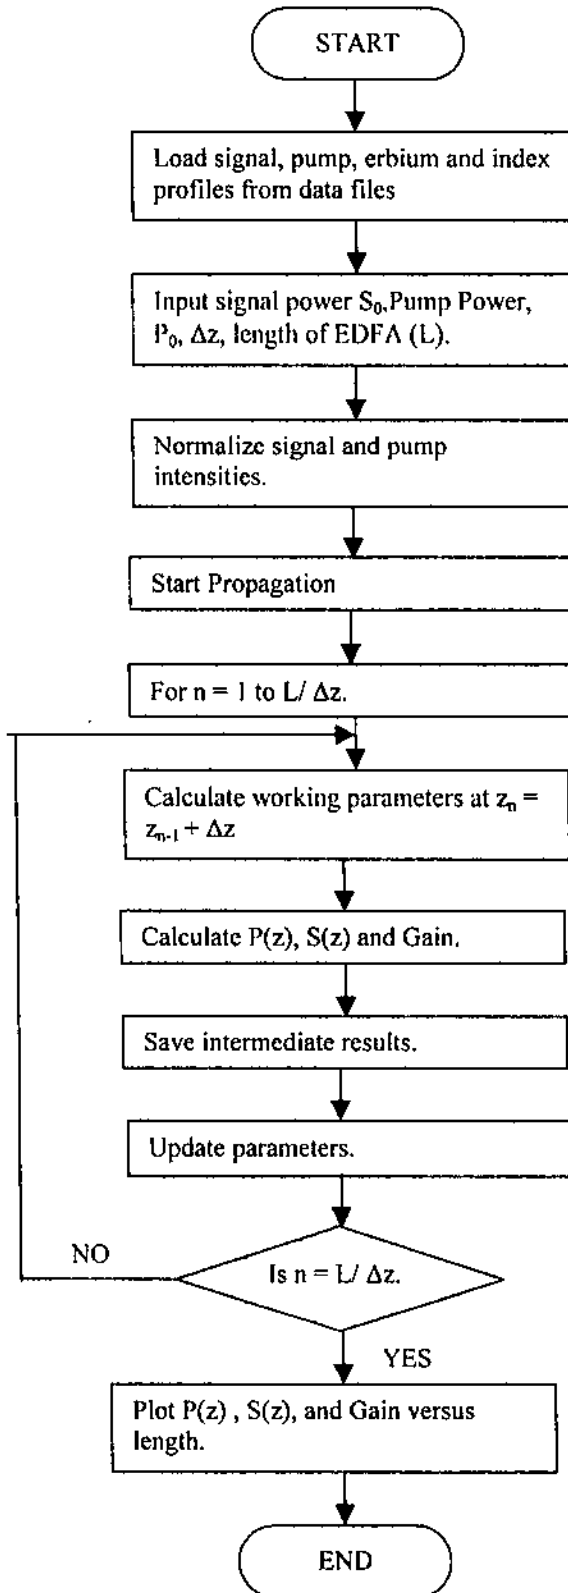 START
Load signal, pump, erbium and index
profiles from data files
Input signal power S₀,Pump Power,
P₀, Δz, length of EDFA (L).
Normalize signal and pump
intensities.
Start Propagation
For n = 1 to L/ Δz.
Calculate working parameters at zₙ =
zₙ₋₁ + Δz
Calculate P(z), S(z) and Gain.
Save intermediate results.
Update parameters.
NO
Is n = L/ Δz.
YES
Plot P(z) , S(z), and Gain versus
length.
END